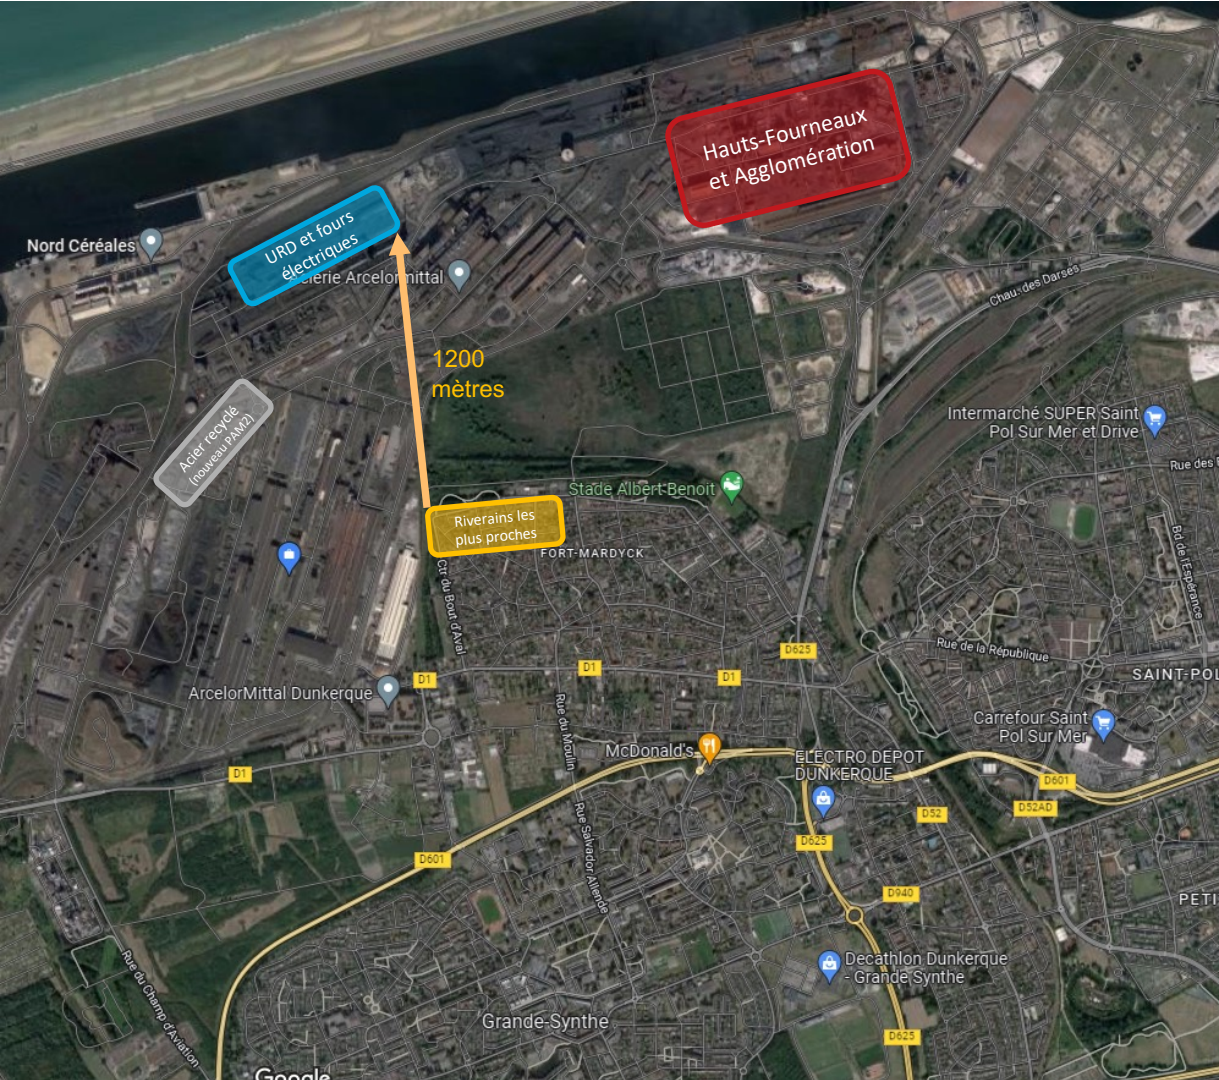 Hauts-Fourneaux
et Agglomération
URD et fours
électriques
Nord Céréales
Arcelormittal
1200
mètres
Acier recyclé
(nouveau PAM2)
Intermarché SUPER Saint
Pol Sur Mer et Drive
Chau. des Darses
Rue des
Stade Albert Benoit
Riverains les
plus proches
FORT-MARDYCK
Bd de l'Espérance
Ctr du Bout d'Aval
D625
Rue de la République
D1
D1
D1
SAINT-POL
ArcelorMittal Dunkerque
Rue du Moulin
Carrefour Saint
Pol Sur Mer
McDonald's
ELECTRO DEPOT
DUNKERQUE
D1
D601
D52AD
D52
Rue Salvador Allende
D625
D601
D940
PETI
Rue du Champ d'Aviation
Decathlon Dunkerque
- Grande Synthe
Grande-Synthe
D625
Google